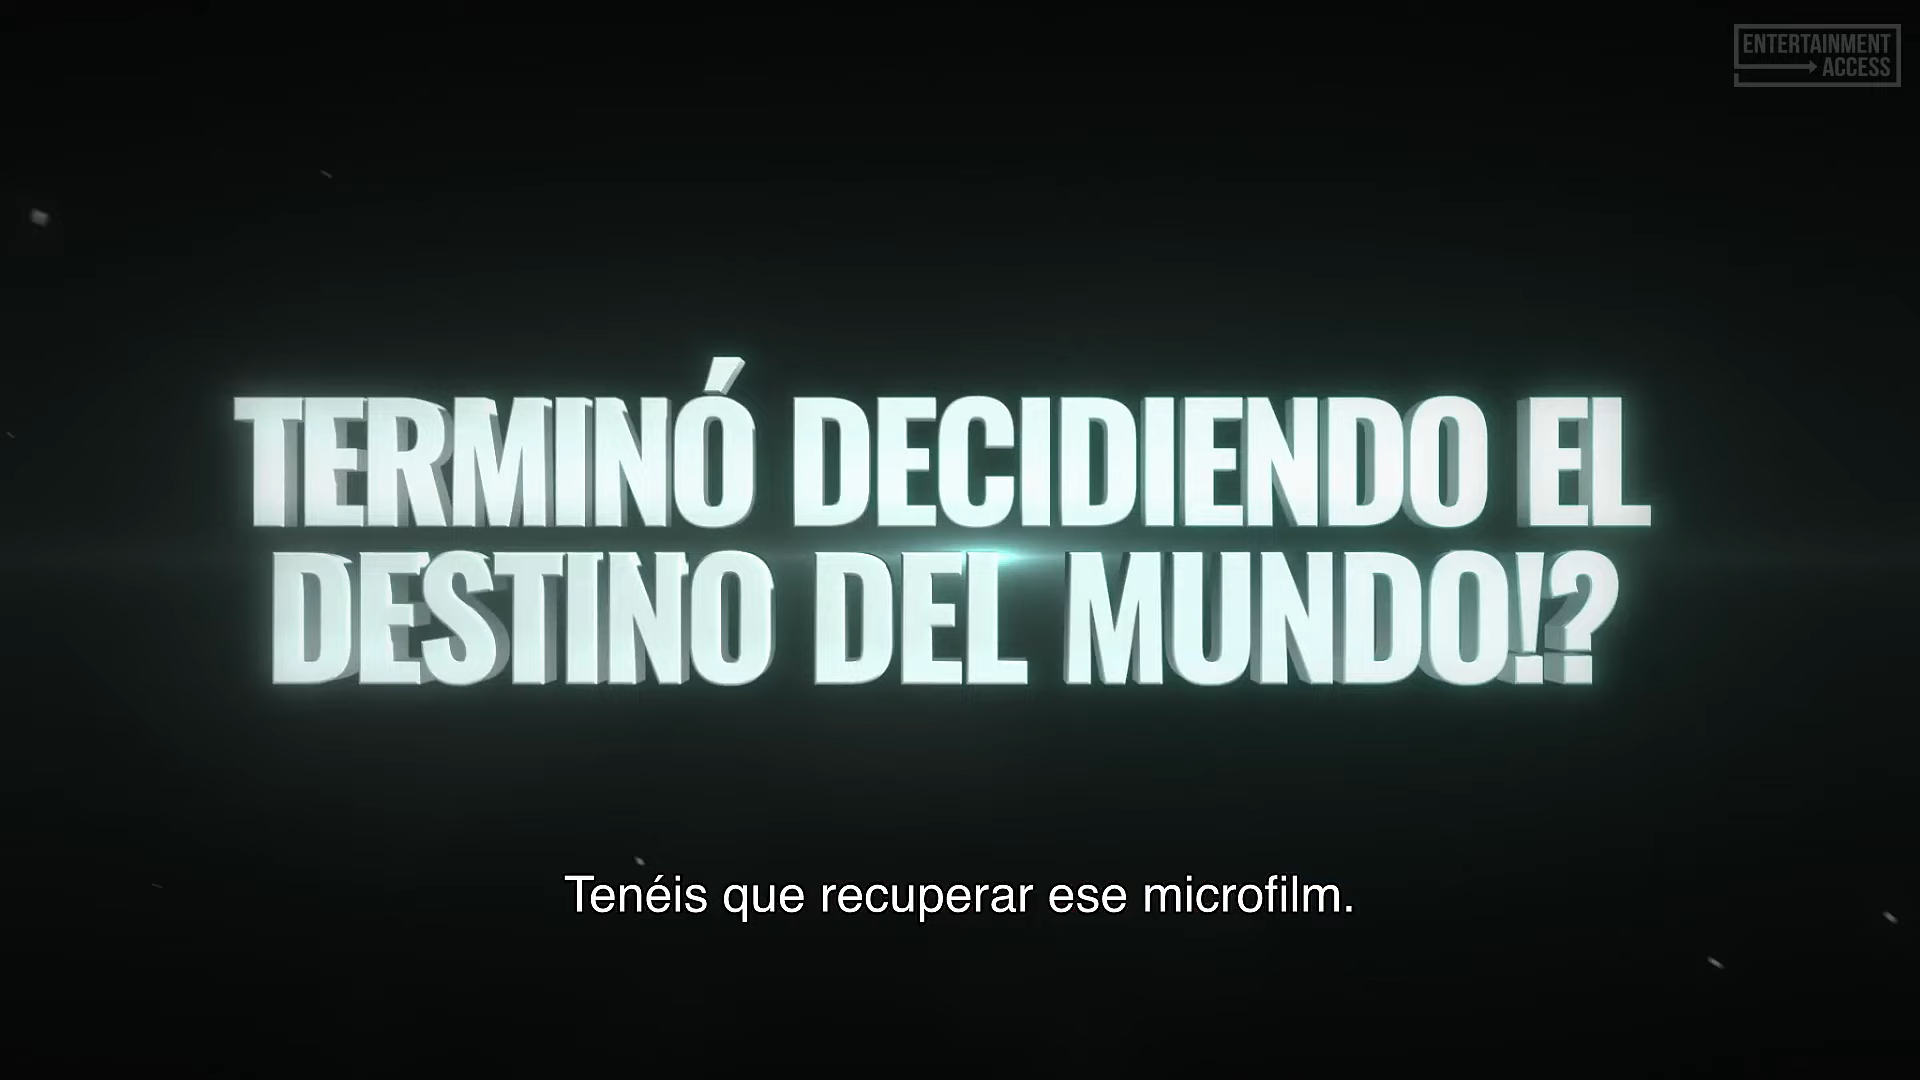 ENTERTAINMENT
ACCESS
TERMINÓ DECIDIENDO EL
DESTINO DEL MUNDO!?
Tenéis que recuperar ese microfilm.